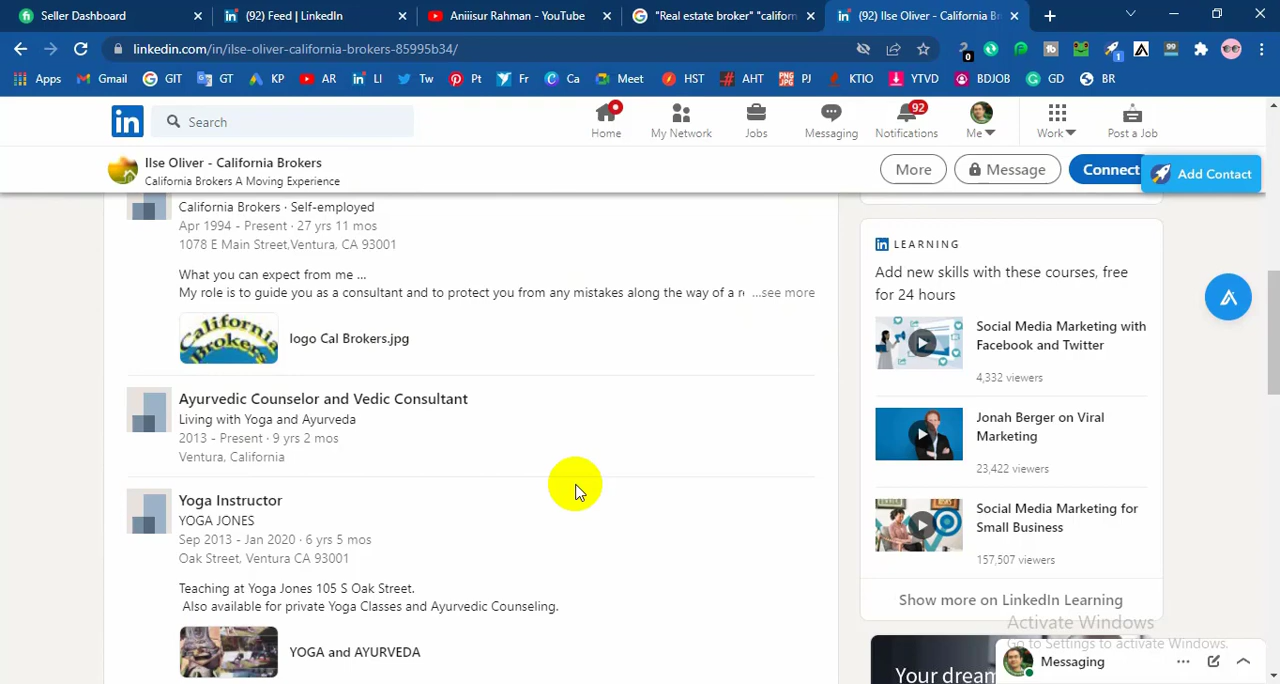 Seller Dashboard
(92) Feed | LinkedIn
Aniiisur Rahman - YouTube
"Real estate broker" "californ
(92) Ilse Oliver - California B
linkedin.com/in/ilse-oliver-california-brokers-85995b34/
0
1
Apps
Gmail
GIT
GT
KP
AR
LI
Tw
Pt
Fr
Ca
Meet
HST
AHT
PJ
KTIO
YTVD
BDJOB
GD
BR
in
Search
Home
My Network
Jobs
Messaging
92
Notifications
Me
Work
Post a Job
Ilse Oliver - California Brokers
California Brokers A Moving Experience
More
Message
Connect
Add Contact
California Brokers · Self-employed
Apr 1994 - Present · 27 yrs 11 mos
1078 E Main Street,Ventura, CA 93001
What you can expect from me ...
My role is to guide you as a consultant and to protect you from any mistakes along the way of a re ...see more
California Brokers
logo Cal Brokers.jpg
Ayurvedic Counselor and Vedic Consultant
Living with Yoga and Ayurveda
2013 - Present · 9 yrs 2 mos
Ventura, California
Yoga Instructor
YOGA JONES
Sep 2013 - Jan 2020 · 6 yrs 5 mos
Oak Street, Ventura CA 93001
Teaching at Yoga Jones 105 S Oak Street.
Also available for private Yoga Classes and Ayurvedic Counseling.
YOGA and AYURVEDA
in LEARNING
Add new skills with these courses, free
for 24 hours
Social Media Marketing with
Facebook and Twitter
4,332 viewers
Jonah Berger on Viral
Marketing
23,422 viewers
Social Media Marketing for
Small Business
157,507 viewers
Show more on LinkedIn Learning
Your dream
Activate Windows
Go to Settings to activate Windows.
Messaging